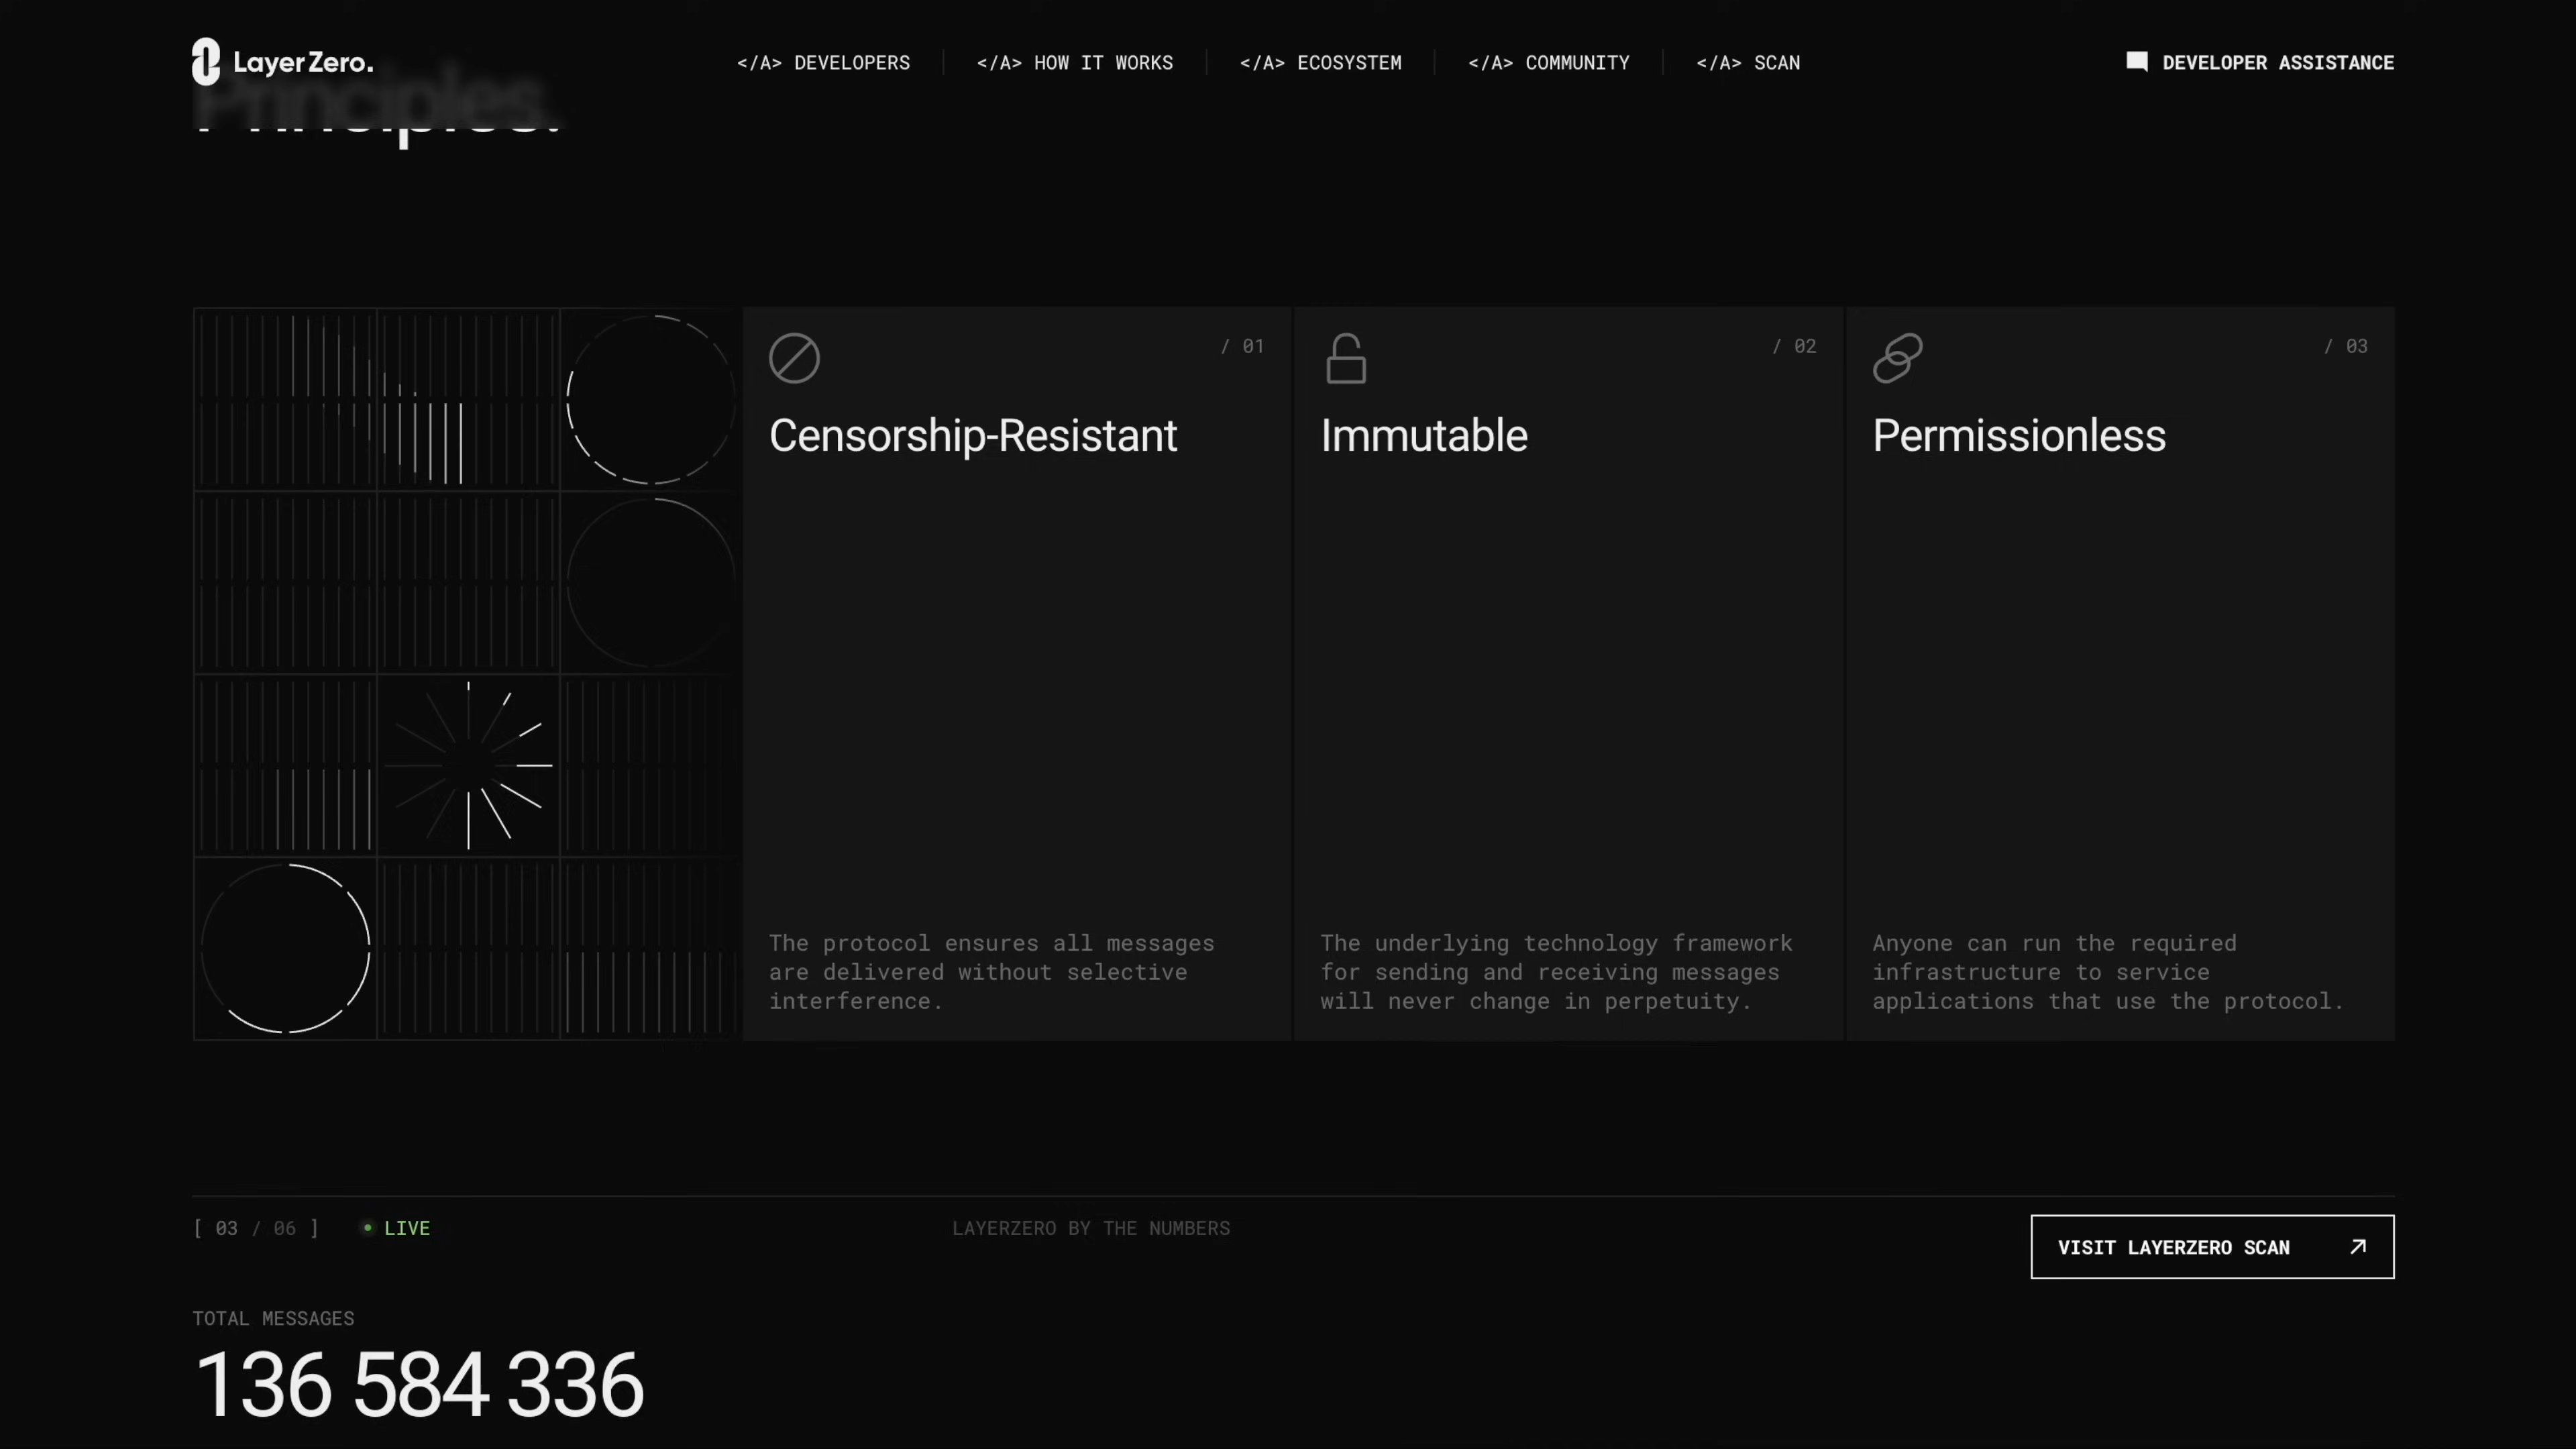 LayerZero.
</A> DEVELOPERS
</A> HOW IT WORKS
</A> ECOSYSTEM
</A> COMMUNITY
</A> SCAN
DEVELOPER ASSISTANCE
Principles.
/ 01
Censorship-Resistant
The protocol ensures all messages
are delivered without selective
interference.
/ 02
Immutable
The underlying technology framework
for sending and receiving messages
will never change in perpetuity.
/ 03
Permissionless
Anyone can run the required
infrastructure to service
applications that use the protocol.
[ 03 / 06 ]
LIVE
LAYERZERO BY THE NUMBERS
VISIT LAYERZERO SCAN
TOTAL MESSAGES
136 584 336